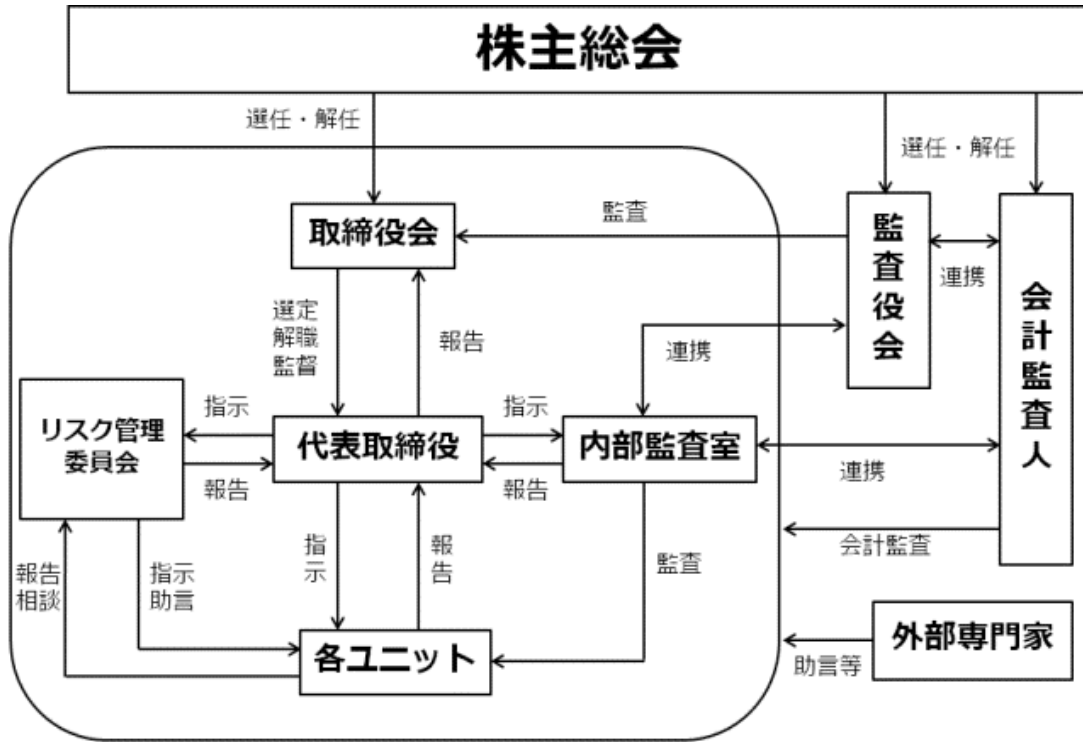 株主総会
選任・解任
選任・解任
取締役会
監査
監査役会
連携
会計監査人
選定
解職
監督
報告
連携
リスク管理
委員会
指示
代表取締役
指示
内部監査室
報告
報告
連携
報告
相談
指示
助言
指示
報告
監査
会計監査
各ユニット
外部専門家
助言等